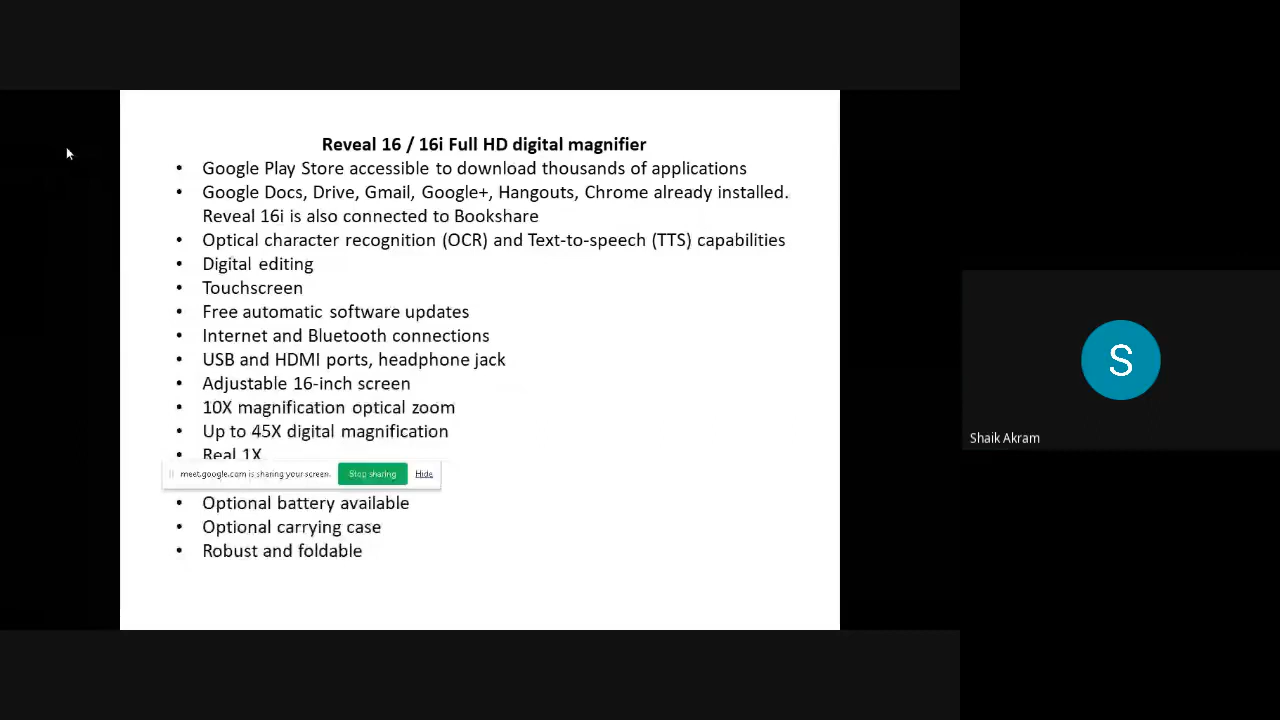 Reveal 16 / 16i Full HD digital magnifier
• Google Play Store accessible to download thousands of applications
• Google Docs, Drive, Gmail, Google+, Hangouts, Chrome already installed.
Reveal 16i is also connected to Bookshare
• Optical character recognition (OCR) and Text-to-speech (TTS) capabilities
• Digital editing
• Touchscreen
• Free automatic software updates
• Internet and Bluetooth connections
• USB and HDMI ports, headphone jack
• Adjustable 16-inch screen
• 10X magnification optical zoom
• Up to 45X digital magnification
• Real 1X
meet.google.com is sharing your screen. Stop sharing Hide
• Optional battery available
• Optional carrying case
• Robust and foldable
S
Shaik Akram